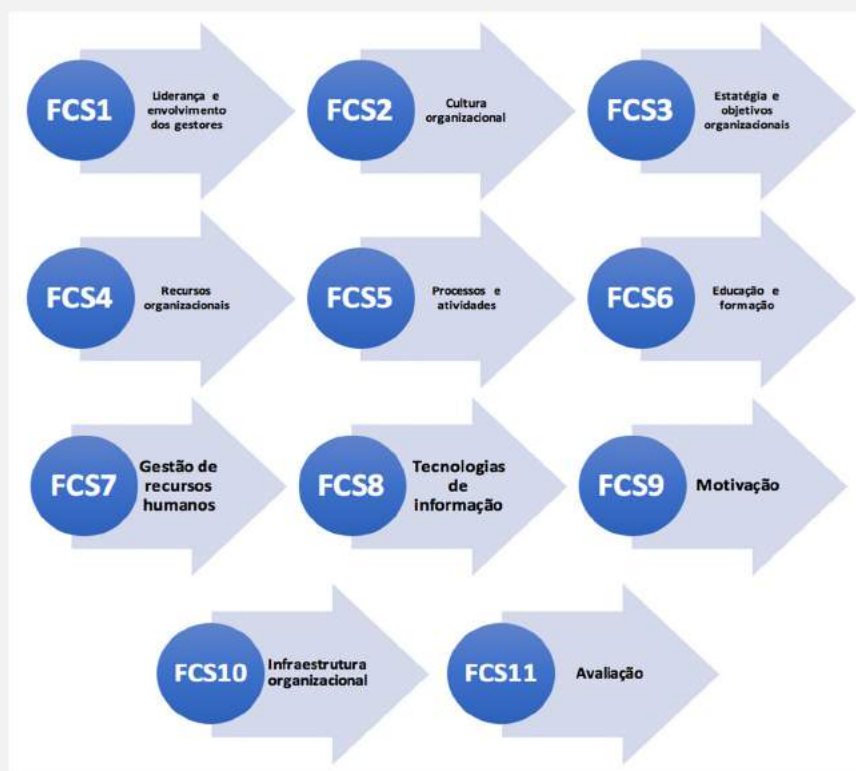 FCS1
Liderança e
envolvimento
dos gestores
FCS2
Cultura
organizacional
FCS3
Estatégia e
objetivos
organizacionais
FCS4
Recursos
organizacionais
FCS5
Processos e
atividades
FCS6
Educação e
formação
FCS7
Gestão de
recursos
humanos
FCS8
Tecnologias
de
informação
FCS9
Motivação
FCS10
Infraestrutura
organizacional
FCS11
Avaliação